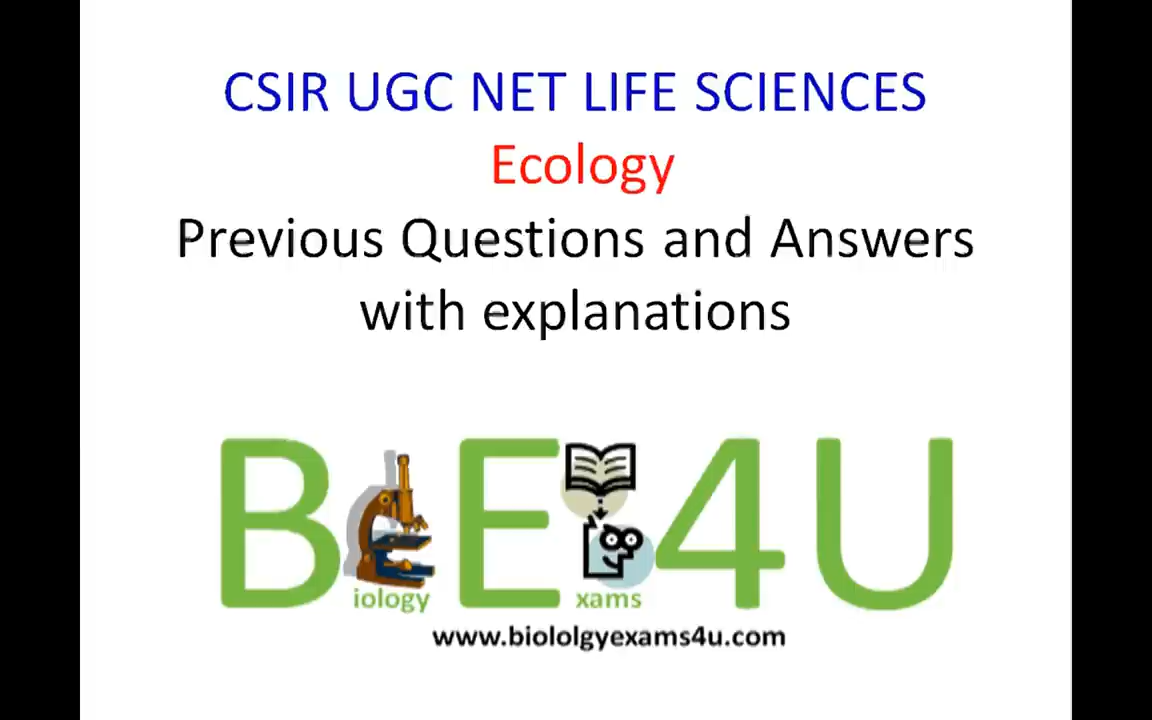 CSIR UGC NET LIFE SCIENCES
Ecology
Previous Questions and Answers
with explanations
B E 4U
iology xams
www.biololgyexams4u.com